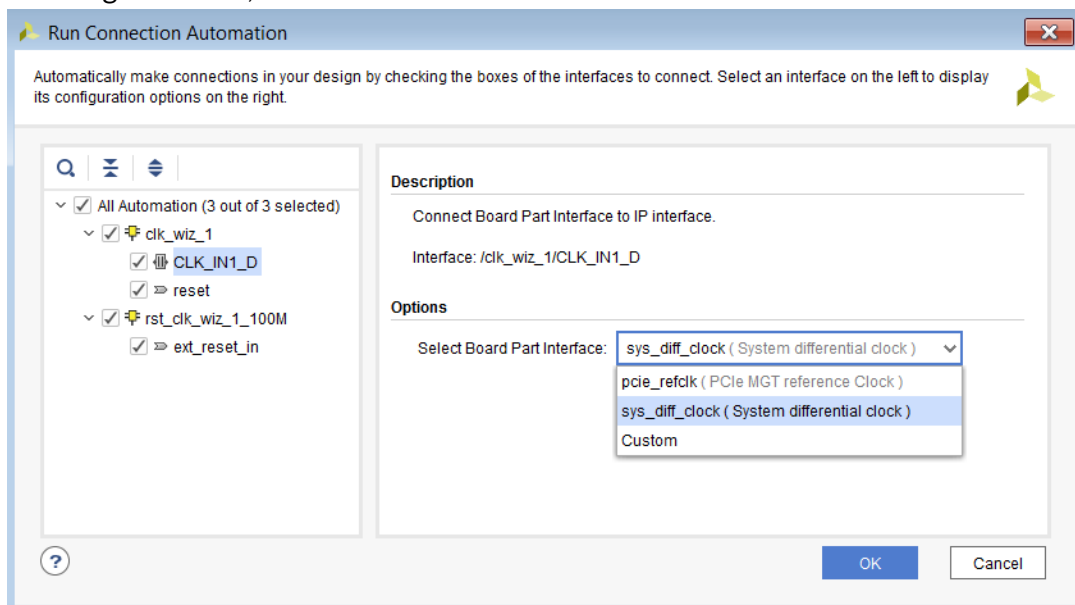 Run Connection Automation
Automatically make connections in your design by checking the boxes of the interfaces to connect. Select an interface on the left to display
its configuration options on the right.
All Automation (3 out of 3 selected)
clk_wiz_1
CLK_IN1_D
reset
rst_clk_wiz_1_100M
ext_reset_in
Description
Connect Board Part Interface to IP interface.
Interface: /clk_wiz_1/CLK_IN1_D
Options
Select Board Part Interface: sys_diff_clock ( System differential clock )
pcie_refclk ( PCIe MGT reference Clock )
sys_diff_clock ( System differential clock )
Custom
?
OK Cancel